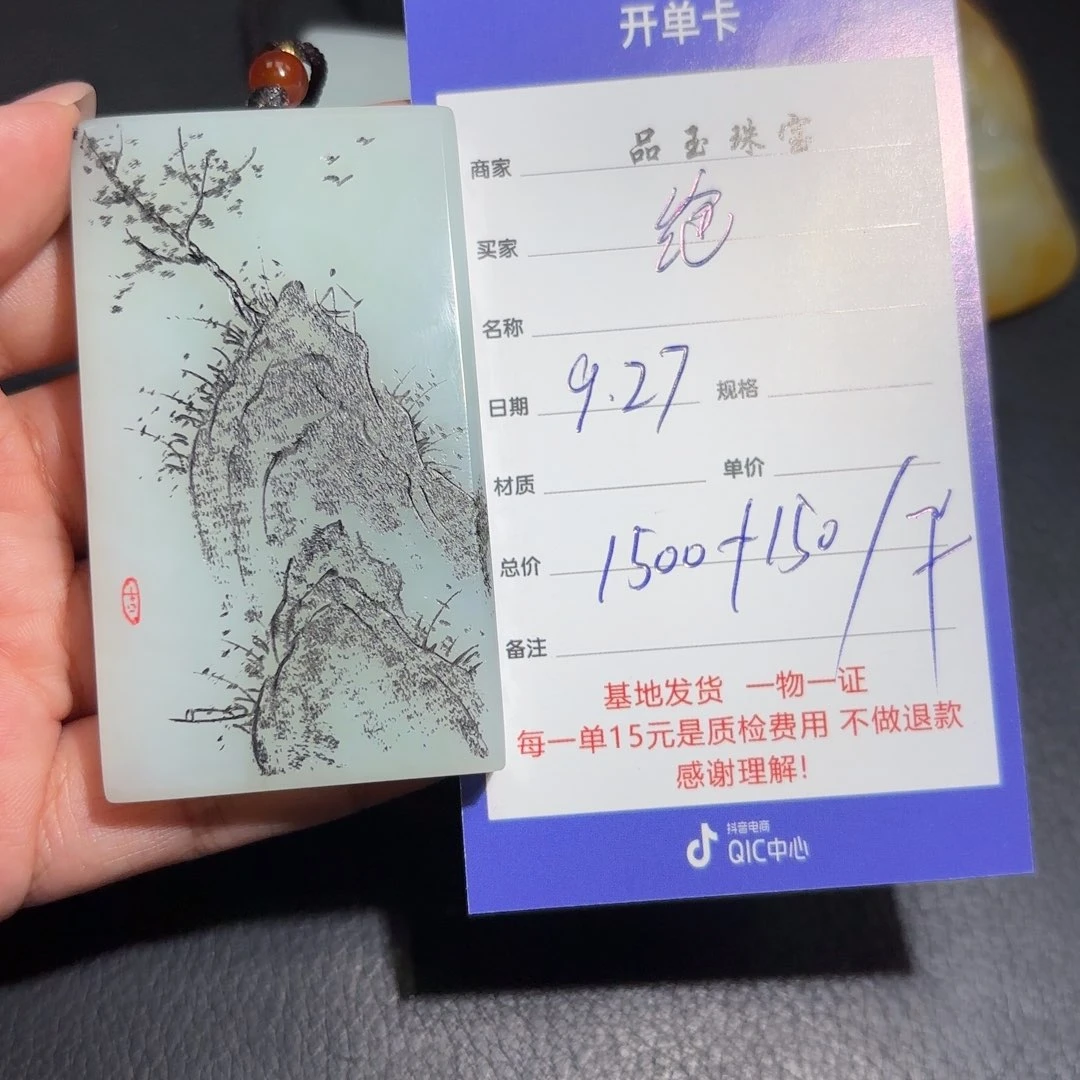 开单卡
商家 品玉珠宝
买家
名称
日期 9.27 规格
材质 单价
总价 1500+150/平
备注
基地发货 一物一证
每一单15元是质检费用 不做退款
感谢理解!
抖音电商
QIC中心